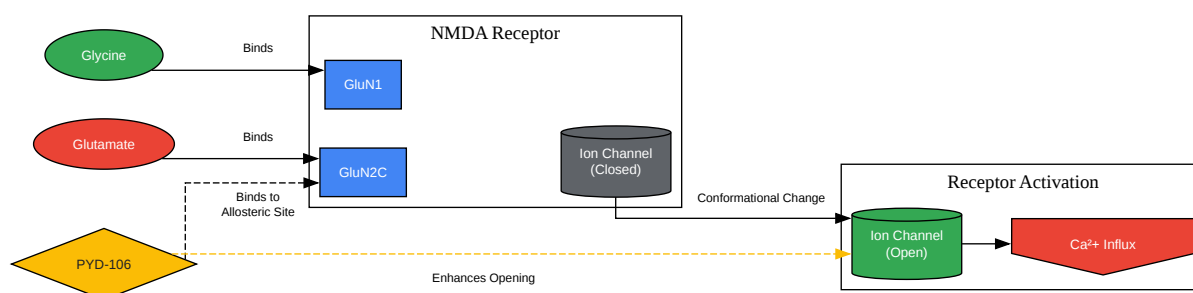 NMDA Receptor
Glycine
Binds
GluN1
Glutamate
Binds
GluN2C
Ion Channel
(Closed)
Binds to
Allosteric Site
Conformational Change
Receptor Activation
Ion Channel
(Open)
Ca²+ Influx
PYD-106
Enhances Opening